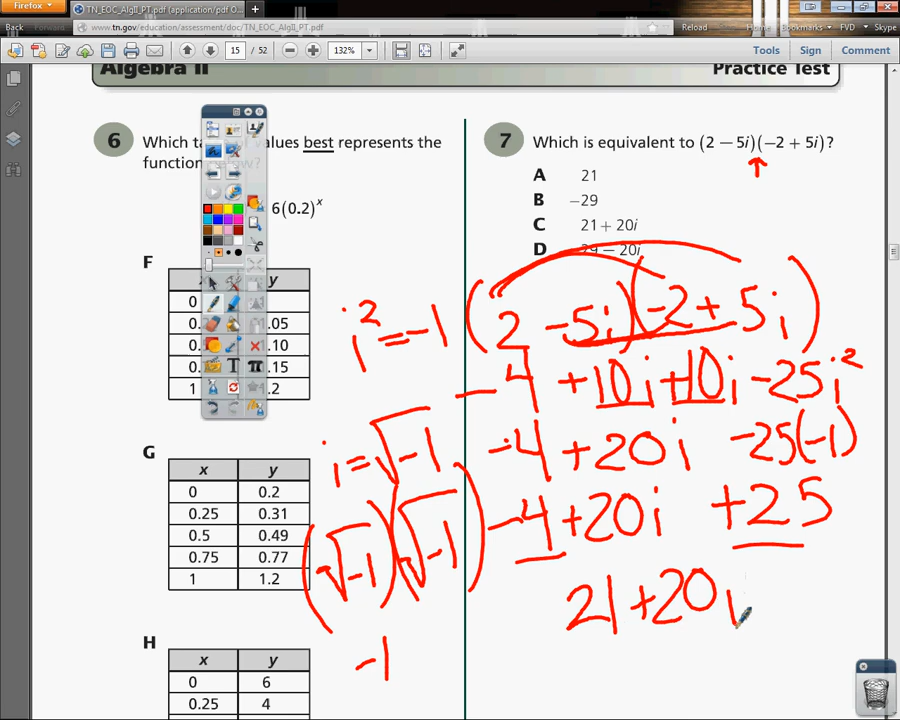 Firefox
TN_EOC_AlgII_PT.pdf (application/pdf O
www.tn.gov/education/assessment/doc/TN_EOC_AlgII_PT.pdf
Back
Forward
Reload
Home
Bookmarks
FVD
Skype
15 / 52
132%
Tools
Sign
Comment
Algebra II
Practice Test
6
Which ta alues best represents the
function w?
6(0.2)^x
7
Which is equivalent to (2 − 5i)(−2 + 5i)?
A 21
B −29
C 21 + 20i
D 29 − 20i
F
x y
0
0. .05
0. .10
0. .15
1 .2
G
x y
0 0.2
0.25 0.31
0.5 0.49
0.75 0.77
1 1.2
H
x y
0 6
0.25 4
i² = -1
(2 -5i)(-2 + 5i)
-4 +10i +10i -25i²
i = √-1
-4 +20i -25(-1)
(√-1)(√-1)
-4 +20i +25
-1
21 +20i